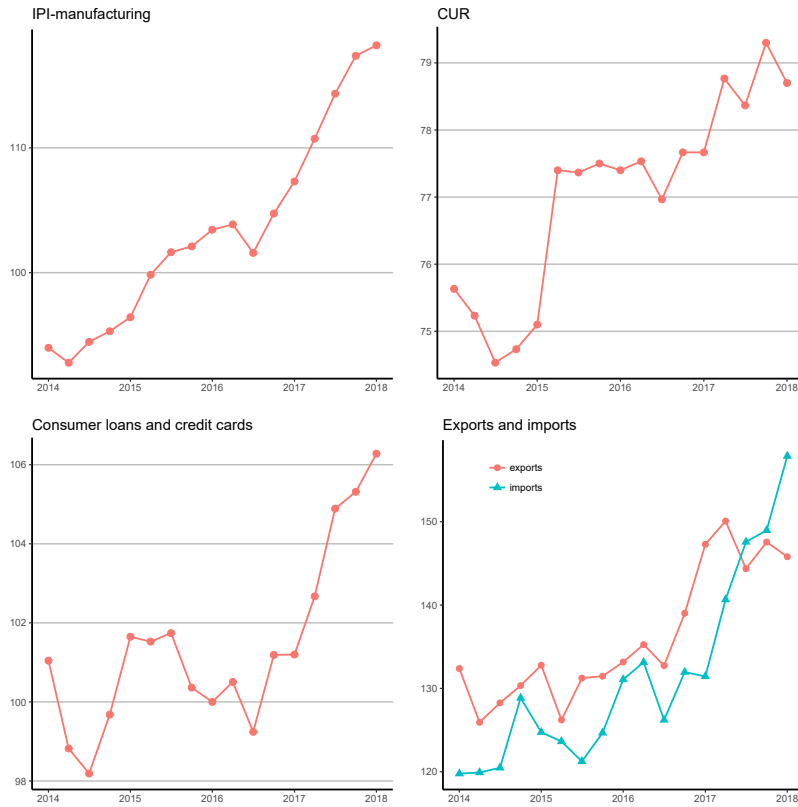 IPI-manufacturing
110
100
2014 2015 2016 2017 2018
CUR
79
78
77
76
75
2014 2015 2016 2017 2018
Consumer loans and credit cards
106
104
102
100
98
2014 2015 2016 2017 2018
Exports and imports
exports
imports
150
140
130
120
2014 2015 2016 2017 2018